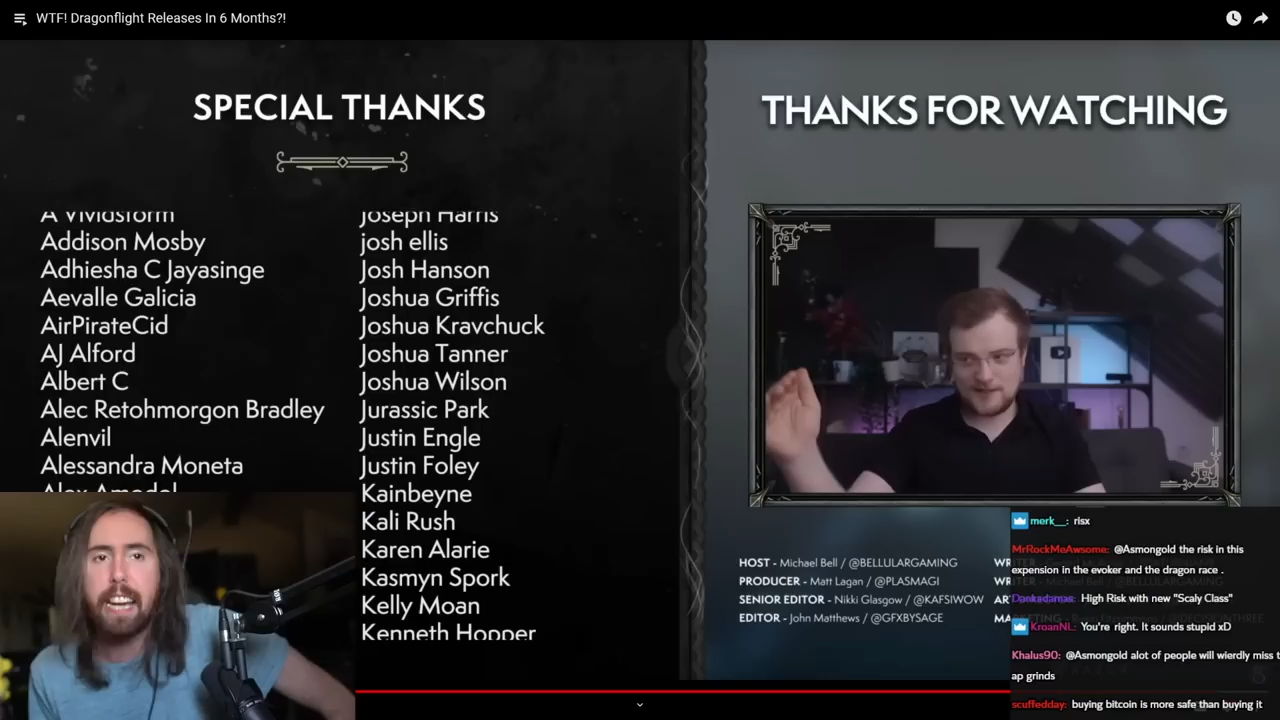 WTF! Dragonflight Releases In 6 Months?!
SPECIAL THANKS
THANKS FOR WATCHING
A Vividsform
Addison Mosby
Adhiesha C Jayasinge
Aevalle Galicia
AirPirateCid
AJ Alford
Albert C
Alec Retohmorgon Bradley
Alenvil
Alessandra Moneta
Joseph Harris
josh ellis
Josh Hanson
Joshua Griffis
Joshua Kravchuck
Joshua Tanner
Joshua Wilson
Jurassic Park
Justin Engle
Justin Foley
Kainbeyne
Kali Rush
Karen Alarie
Kasmyn Spork
Kelly Moan
Kenneth Hopper
HOST - Michael Bell / @BELLULARGAMING
PRODUCER - Matt Lagan / @PLASMAGI
SENIOR EDITOR - Nikki Glasgow / @KAFSIWOW
EDITOR - John Matthews / @GFXBYSAGE
merk__: risx
MrRockMeAwsome: @Asmongold the risk in this
expension in the evoker and the dragon race .
Dankadamas: High Risk with new "Scaly Class"
KroanNL: You're right. It sounds stupid xD
Khalus90: @Asmongold alot of people will wierdly miss t
ap grinds
scuffedday: buying bitcoin is more safe than buying it